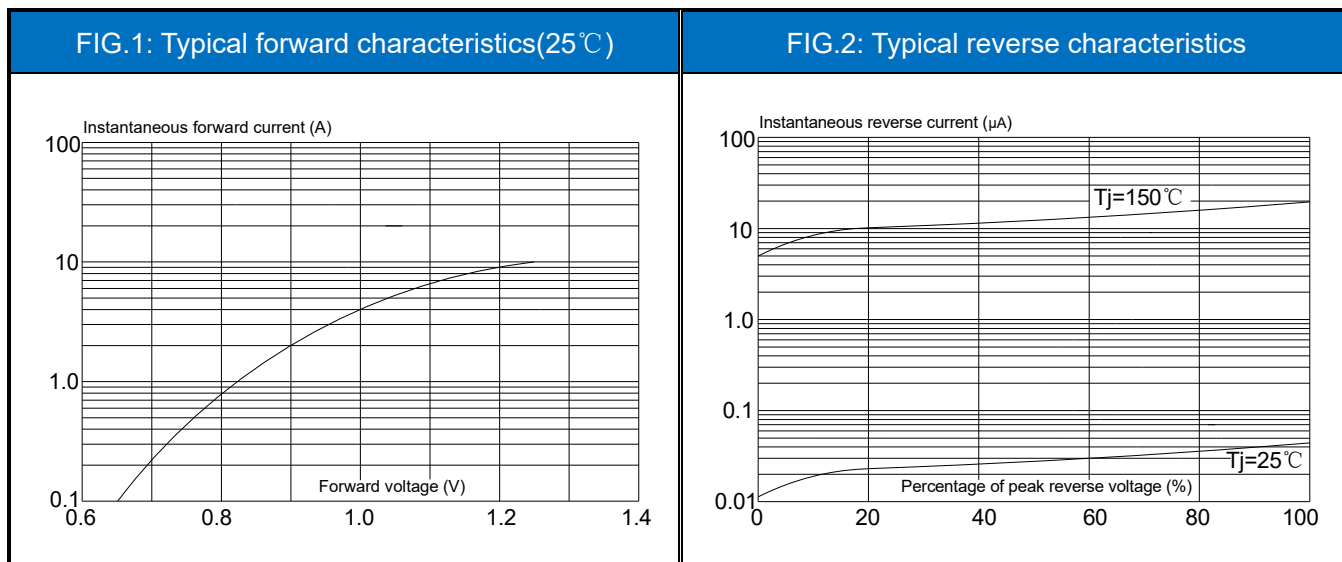 FIG.1: Typical forward characteristics(25℃)
Instantaneous forward current (A)
100
10
1.0
0.1
Forward voltage (V)
0.6
0.8
1.0
1.2
1.4
FIG.2: Typical reverse characteristics
Instantaneous reverse current (μA)
100
Tj=150℃
10
1.0
0.1
Tj=25℃
0.01
Percentage of peak reverse voltage (%)
0
20
40
60
80
100